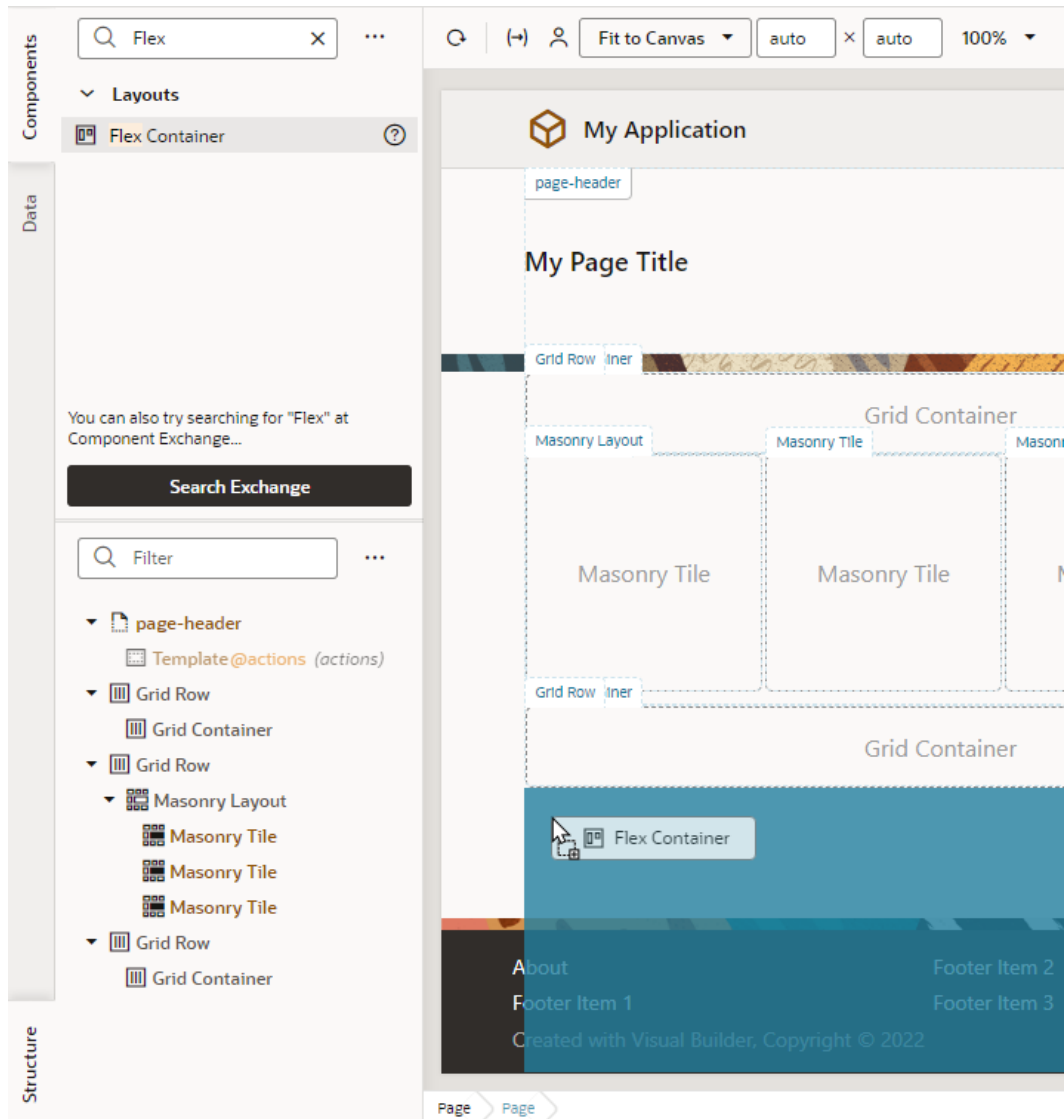 Components
Data
Structure
Flex
Layouts
Flex Container
You can also try searching for "Flex" at
Component Exchange...
Search Exchange
Filter
page-header
Template@actions (actions)
Grid Row
Grid Container
Grid Row
Masonry Layout
Masonry Tile
Masonry Tile
Masonry Tile
Grid Row
Grid Container
Fit to Canvas auto × auto 100%
My Application
page-header
My Page Title
Grid Row
Grid Container
Masonry Layout Masonry Tile
Masonry Tile Masonry Tile
Grid Row
Grid Container
Flex Container
About Footer Item 2
Footer Item 1 Footer Item 3
Created with Visual Builder, Copyright © 2022
Page Page